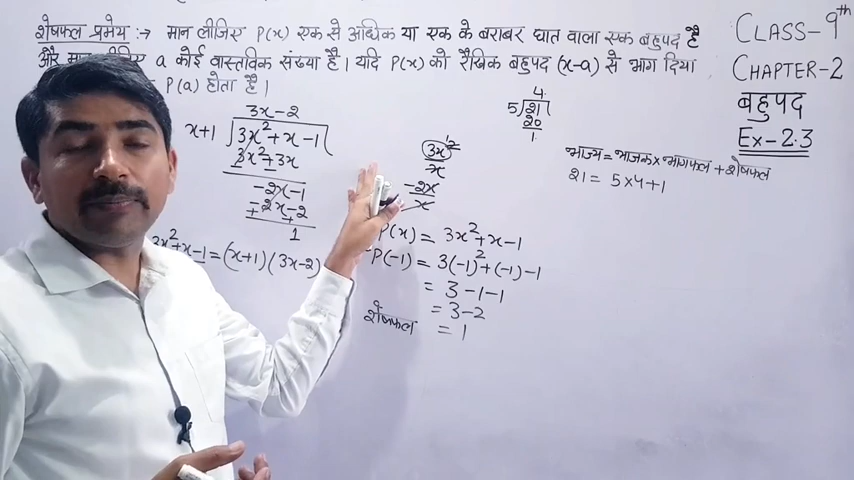 शेषफल प्रमेय :→ मान लीजिए P(x) एक से अधिक या एक के बराबर घात वाला एक बहुपद है
और मान लीजिए a कोई वास्तविक संख्या है। यदि P(x) को रैखिक बहुपद (x-a) से भाग दिया
P(a) होता है।
CLASS-9th
CHAPTER-2
बहुपद
Ex-2.3
3x-2
x+1 ) 3x²+x-1
3x²+3x
-2x-1
-2x-2
+ +
1
3x²+x-1 = (x+1)(3x-2)
3x²
x
-2x
x
4
5)21
20
1
भाज्य = भाजक × भागफल + शेषफल
21 = 5×4+1
P(x) = 3x²+x-1
P(-1) = 3(-1)²+(-1)-1
= 3-1-1
= 3-2
शेषफल = 1